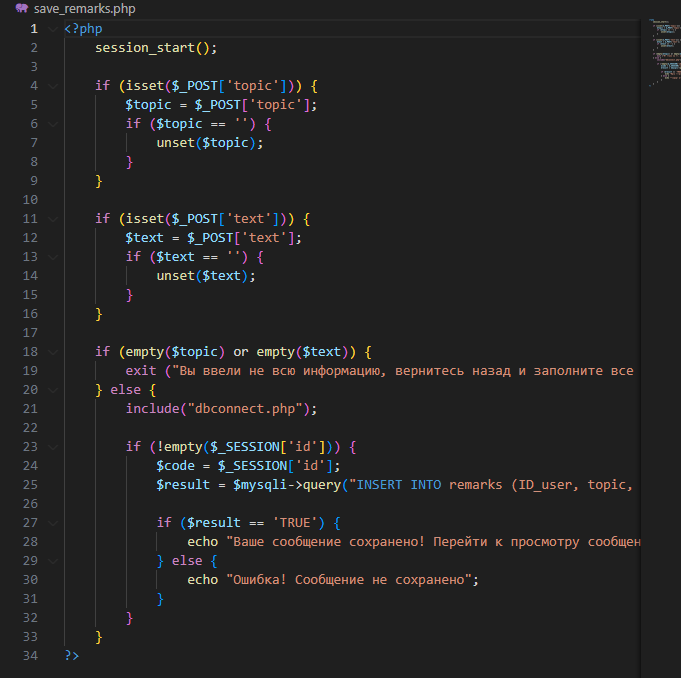 save_remarks.php
1 <?php
2 session_start();
3
4 if (isset($_POST['topic'])) {
5 $topic = $_POST['topic'];
6 if ($topic == '') {
7 unset($topic);
8 }
9 }
10
11 if (isset($_POST['text'])) {
12 $text = $_POST['text'];
13 if ($text == '') {
14 unset($text);
15 }
16 }
17
18 if (empty($topic) or empty($text)) {
19 exit ("Вы ввели не всю информацию, вернитесь назад и заполните все
20 } else {
21 include("dbconnect.php");
22
23 if (!empty($_SESSION['id'])) {
24 $code = $_SESSION['id'];
25 $result = $mysqli->query("INSERT INTO remarks (ID_user, topic,
26
27 if ($result == 'TRUE') {
28 echo "Ваше сообщение сохранено! Перейти к просмотру сообщен
29 } else {
30 echo "Ошибка! Сообщение не сохранено";
31 }
32 }
33 }
34 ?>